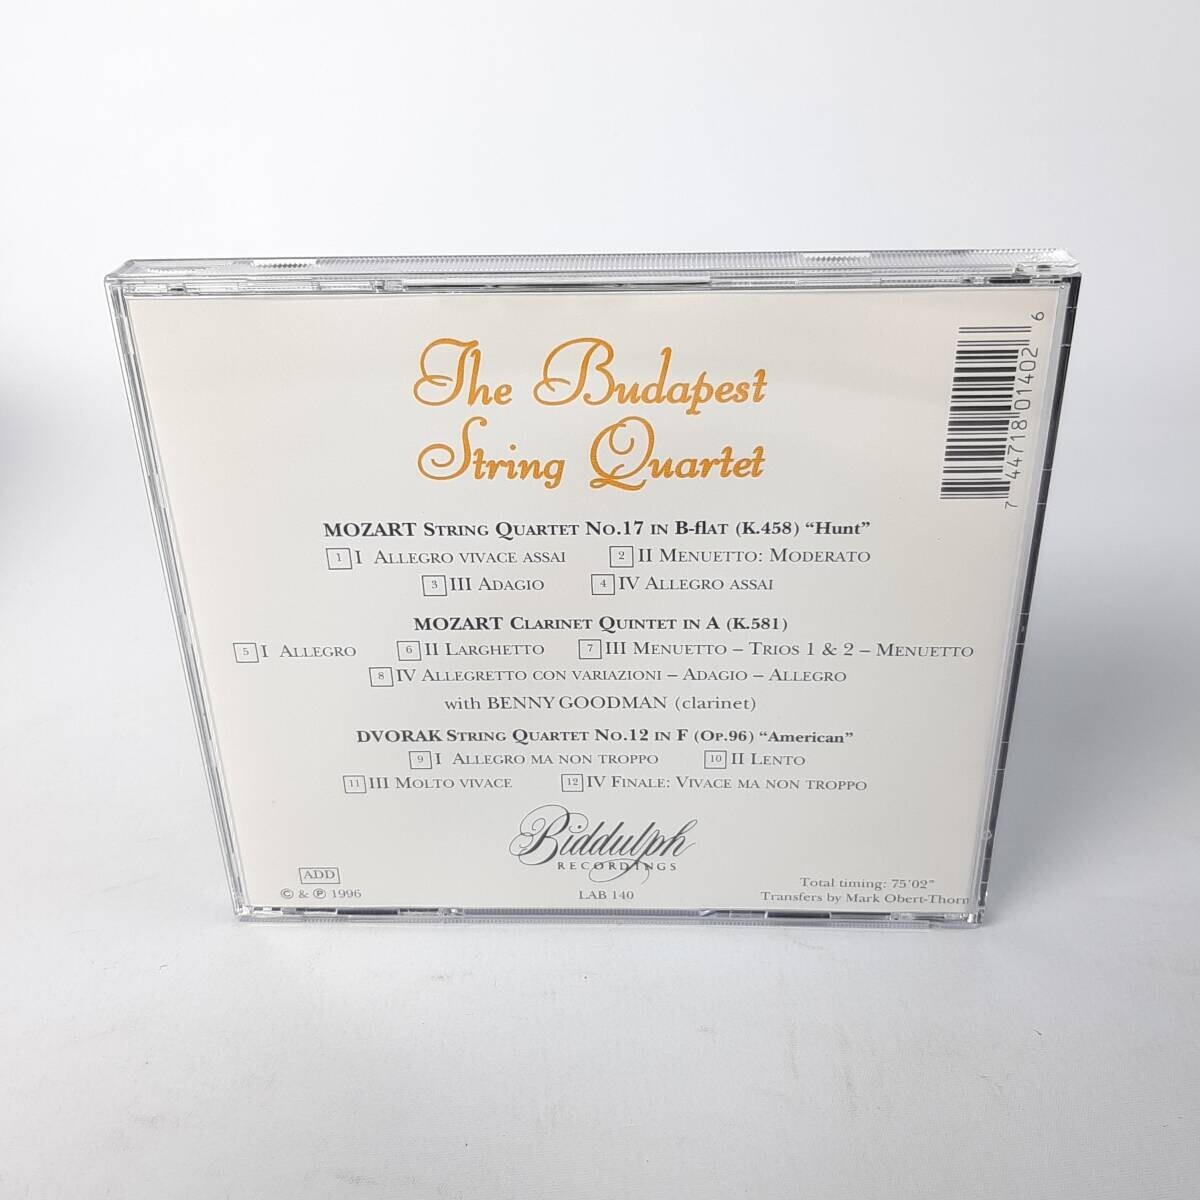 The Budapest
String Quartet
MOZART STRING QUARTET NO.17 IN B-flAT (K.458) “Hunt”
1 I ALLEGRO VIVACE ASSAI 2 II MENUETTO: MODERATO
3 III ADAGIO 4 IV ALLEGRO ASSAI
MOZART CLARINET QUINTET IN A (K.581)
5 I ALLEGRO 6 II LARGHETTO 7 III MENUETTO – TRIOS 1 & 2 – MENUETTO
8 IV ALLEGRETTO CON VARIAZIONI – ADAGIO – ALLEGRO
with BENNY GOODMAN (clarinet)
DVORAK STRING QUARTET NO.12 IN F (OP.96) “American”
9 I ALLEGRO MA NON TROPPO 10 II LENTO
11 III MOLTO VIVACE 12 IV FINALE: VIVACE MA NON TROPPO
Biddulph
RECORDINGS
LAB 140
ADD
© & ℗ 1996
Total timing: 75'02"
Transfers by Mark Obert-Thorn
7 44718 01402 6